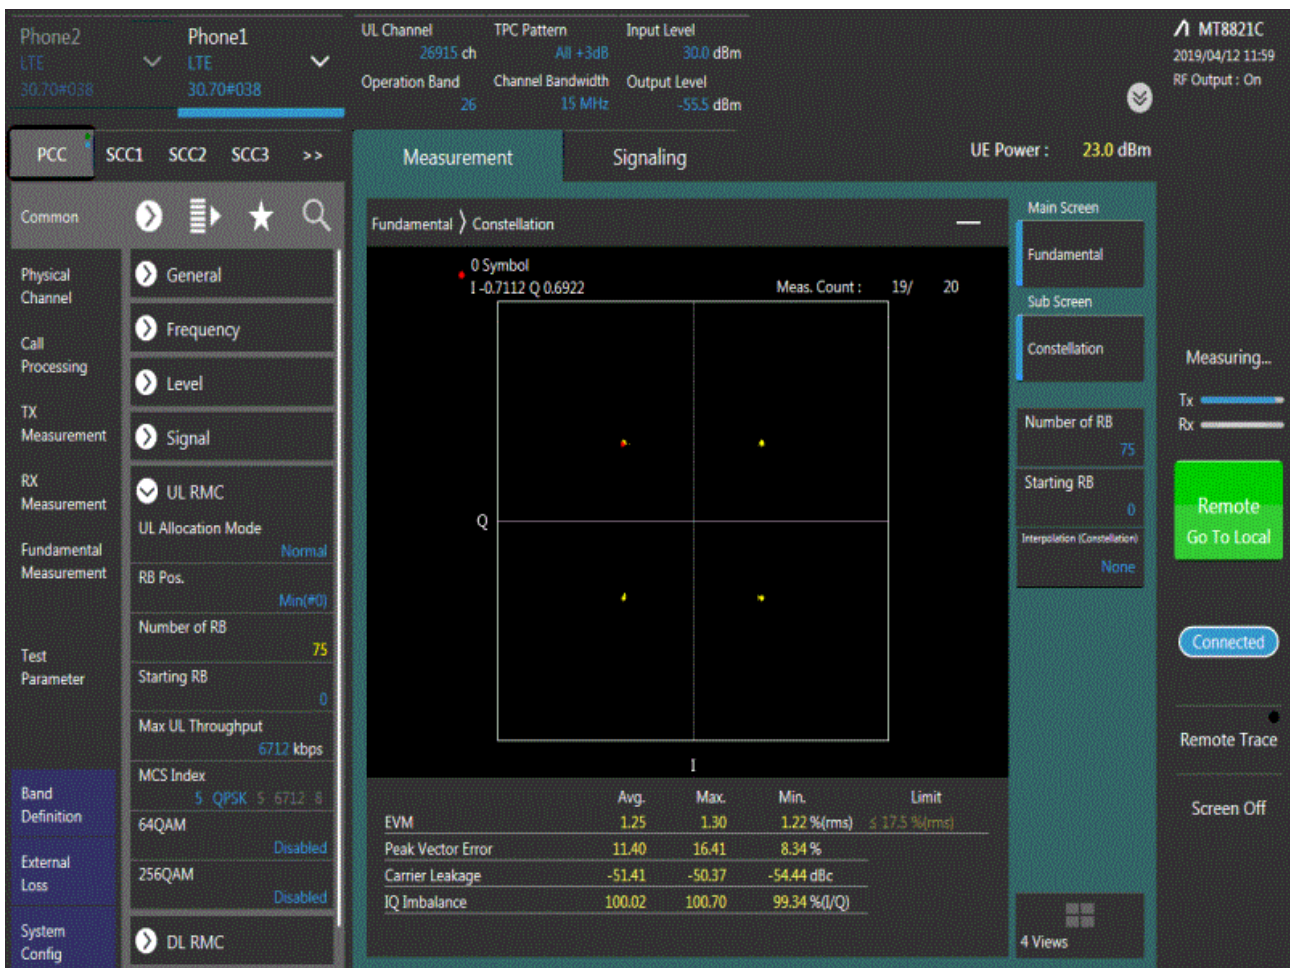 Phone2
LTE
30.70#038
Phone1
LTE
30.70#038
UL Channel
26915 ch
TPC Pattern
All +3dB
Input Level
30.0 dBm
Operation Band
26
Channel Bandwidth
15 MHz
Output Level
-55.5 dBm
MT8821C
2019/04/12 11:59
RF Output : On
PCC SCC1 SCC2 SCC3 >>
Measurement
Signaling
UE Power : 23.0 dBm
Common
Physical
Channel
Call
Processing
TX
Measurement
RX
Measurement
Fundamental
Measurement
Test
Parameter
Band
Definition
External
Loss
System
Config
General
Frequency
Level
Signal
UL RMC
UL Allocation Mode
Normal
RB Pos.
Min(#0)
Number of RB
75
Starting RB
0
Max UL Throughput
6712 kbps
MCS Index
5 QPSK 5 6712 8
64QAM
Disabled
256QAM
Disabled
DL RMC
Fundamental 〉 Constellation
0 Symbol
I -0.7112 Q 0.6922
Meas. Count : 19/ 20
Q
I
Avg. Max. Min. Limit
EVM 1.25 1.30 1.22 %(rms) ≤ 17.5 %(rms)
Peak Vector Error 11.40 16.41 8.34 %
Carrier Leakage -51.41 -50.37 -54.44 dBc
IQ Imbalance 100.02 100.70 99.34 %(I/Q)
Main Screen
Fundamental
Sub Screen
Constellation
Number of RB
75
Starting RB
0
Interpolation (Constellation)
None
4 Views
Measuring...
Tx
Rx
Remote
Go To Local
Connected
Remote Trace
Screen Off